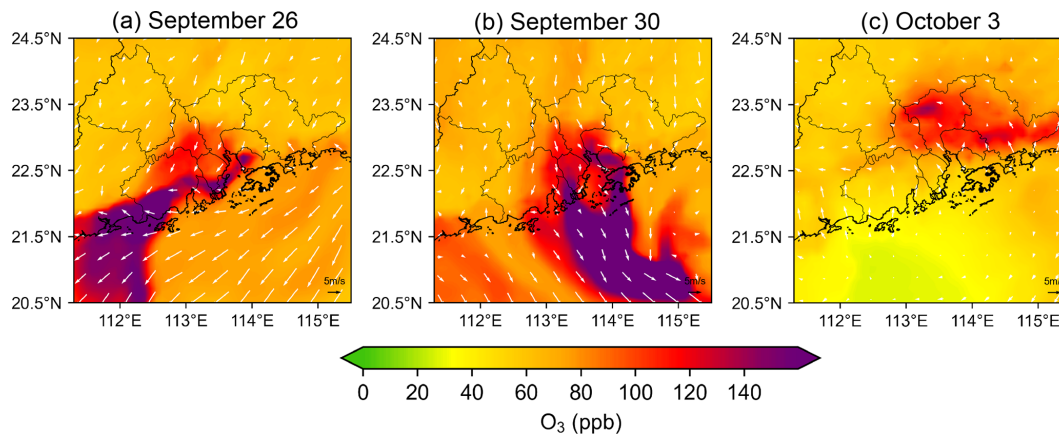 (a) September 26
(b) September 30
(c) October 3
24.5°N
23.5°N
22.5°N
21.5°N
20.5°N
112°E
113°E
114°E
115°E
5m/s
24.5°N
23.5°N
22.5°N
21.5°N
20.5°N
112°E
113°E
114°E
115°E
5m/s
24.5°N
23.5°N
22.5°N
21.5°N
20.5°N
112°E
113°E
114°E
115°E
5m/s
0 20 40 60 80 100 120 140
O₃ (ppb)